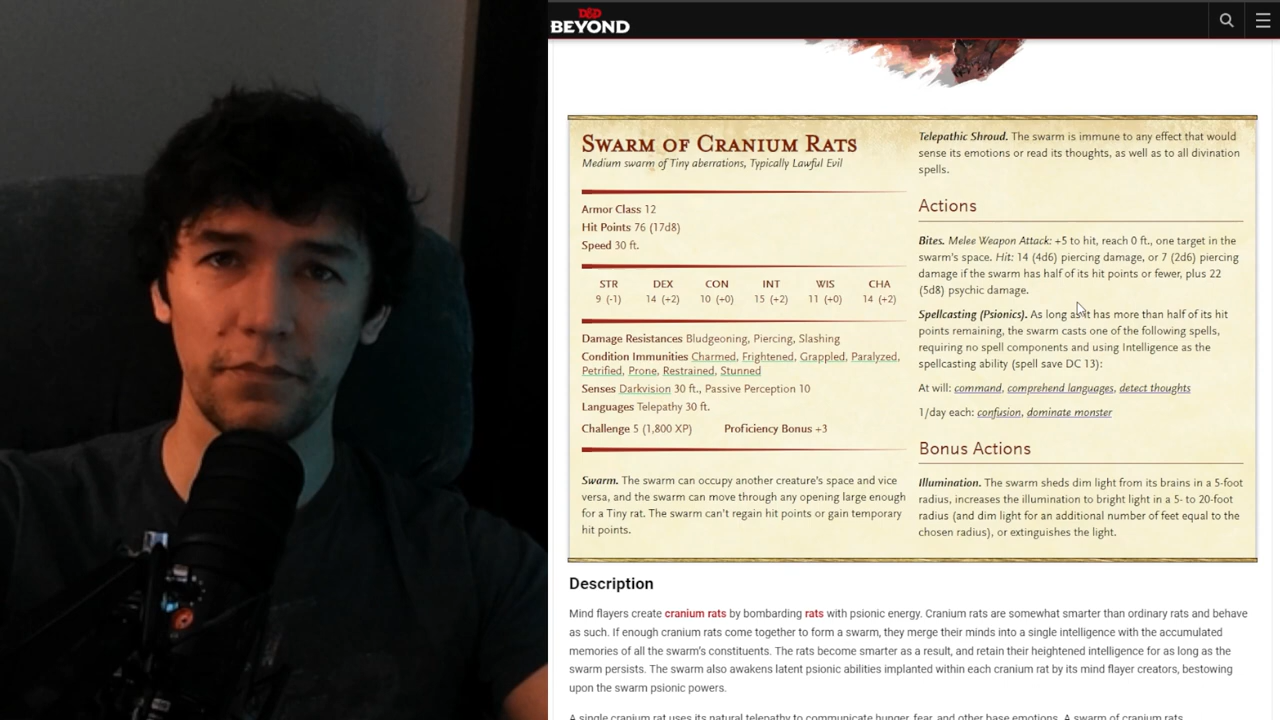 D&D
BEYOND
Swarm of Cranium Rats
Medium swarm of Tiny aberrations, Typically Lawful Evil
Armor Class 12
Hit Points 76 (17d8)
Speed 30 ft.
STR DEX CON INT WIS CHA
9 (-1) 14 (+2) 10 (+0) 15 (+2) 11 (+0) 14 (+2)
Damage Resistances Bludgeoning, Piercing, Slashing
Condition Immunities Charmed, Frightened, Grappled, Paralyzed,
Petrified, Prone, Restrained, Stunned
Senses Darkvision 30 ft., Passive Perception 10
Languages Telepathy 30 ft.
Challenge 5 (1,800 XP) Proficiency Bonus +3
Swarm. The swarm can occupy another creature's space and vice
versa, and the swarm can move through any opening large enough
for a Tiny rat. The swarm can't regain hit points or gain temporary
hit points.
Telepathic Shroud. The swarm is immune to any effect that would
sense its emotions or read its thoughts, as well as to all divination
spells.
Actions
Bites. Melee Weapon Attack: +5 to hit, reach 0 ft., one target in the
swarm's space. Hit: 14 (4d6) piercing damage, or 7 (2d6) piercing
damage if the swarm has half of its hit points or fewer, plus 22
(5d8) psychic damage.
Spellcasting (Psionics). As long as it has more than half of its hit
points remaining, the swarm casts one of the following spells,
requiring no spell components and using Intelligence as the
spellcasting ability (spell save DC 13):
At will: command, comprehend languages, detect thoughts
1/day each: confusion, dominate monster
Bonus Actions
Illumination. The swarm sheds dim light from its brains in a 5-foot
radius, increases the illumination to bright light in a 5- to 20-foot
radius (and dim light for an additional number of feet equal to the
chosen radius), or extinguishes the light.
Description
Mind flayers create cranium rats by bombarding rats with psionic energy. Cranium rats are somewhat smarter than ordinary rats and behave
as such. If enough cranium rats come together to form a swarm, they merge their minds into a single intelligence with the accumulated
memories of all the swarm's constituents. The rats become smarter as a result, and retain their heightened intelligence for as long as the
swarm persists. The swarm also awakens latent psionic abilities implanted within each cranium rat by its mind flayer creators, bestowing
upon the swarm psionic powers.
A single cranium rat uses its natural telepathy to communicate hunger, fear, and other base emotions. A swarm of cranium rats